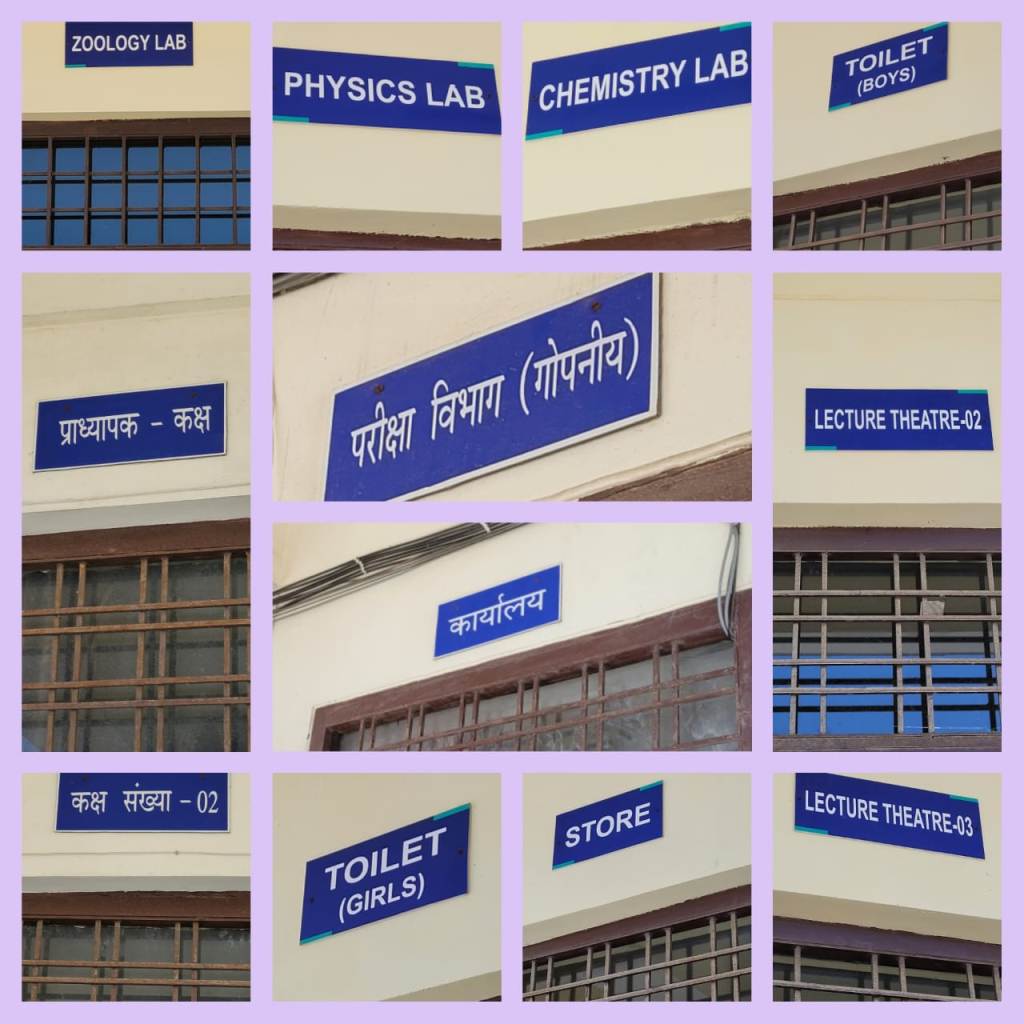 ZOOLOGY LAB
PHYSICS LAB
CHEMISTRY LAB
TOILET
(BOYS)
प्राध्यापक - कक्ष
परीक्षा विभाग (गोपनीय)
LECTURE THEATRE-02
कार्यालय
कक्ष संख्या - 02
TOILET
(GIRLS)
STORE
LECTURE THEATRE-03